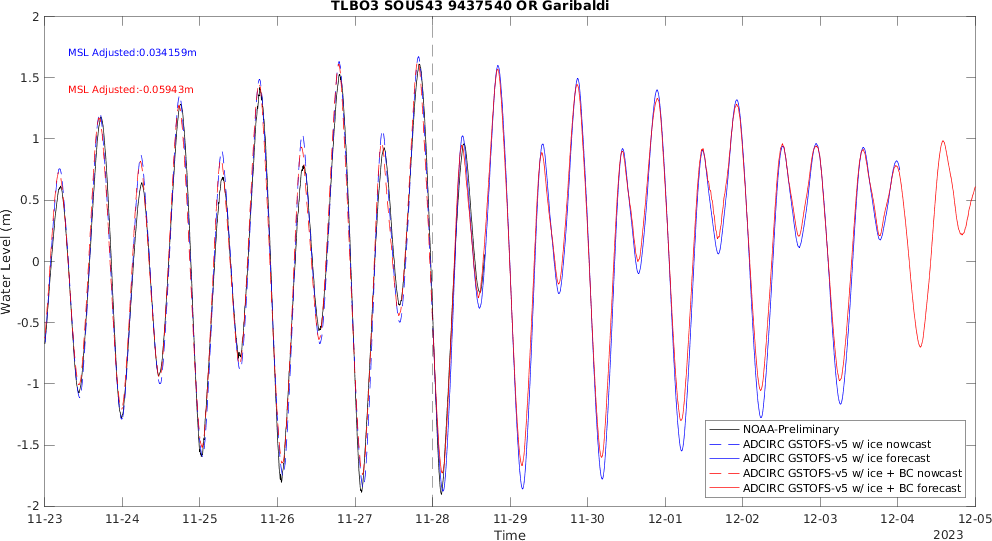 TLBO3 SOUS43 9437540 OR Garibaldi
2
1.5
1
0.5
0
-0.5
-1
-1.5
-2
Water Level (m)
MSL Adjusted:0.034159m
MSL Adjusted:-0.05943m
NOAA-Preliminary
ADCIRC GSTOFS-v5 w/ ice nowcast
ADCIRC GSTOFS-v5 w/ ice forecast
ADCIRC GSTOFS-v5 w/ ice + BC nowcast
ADCIRC GSTOFS-v5 w/ ice + BC forecast
11-23 11-24 11-25 11-26 11-27 11-28 11-29 11-30 12-01 12-02 12-03 12-04 12-05
Time
2023